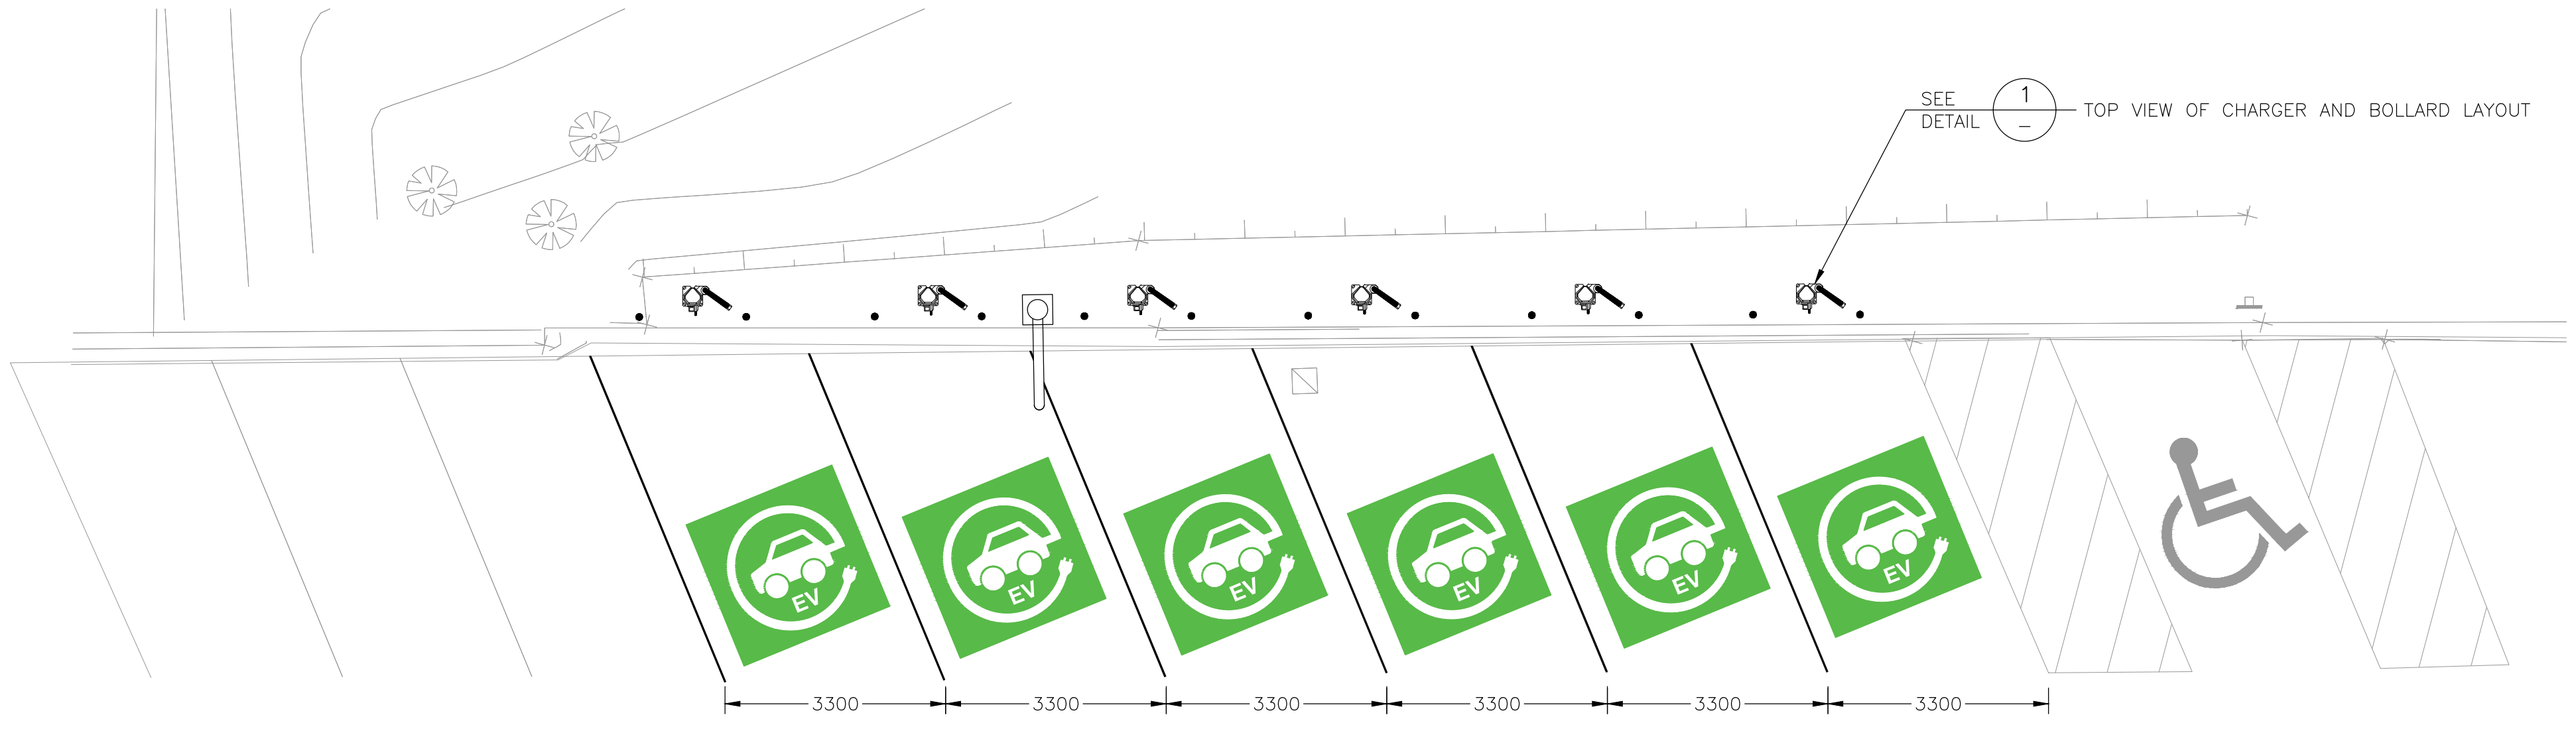 SEE
DETAIL
1
–
TOP VIEW OF CHARGER AND BOLLARD LAYOUT
EV
EV
EV
EV
EV
EV
3300
3300
3300
3300
3300
3300